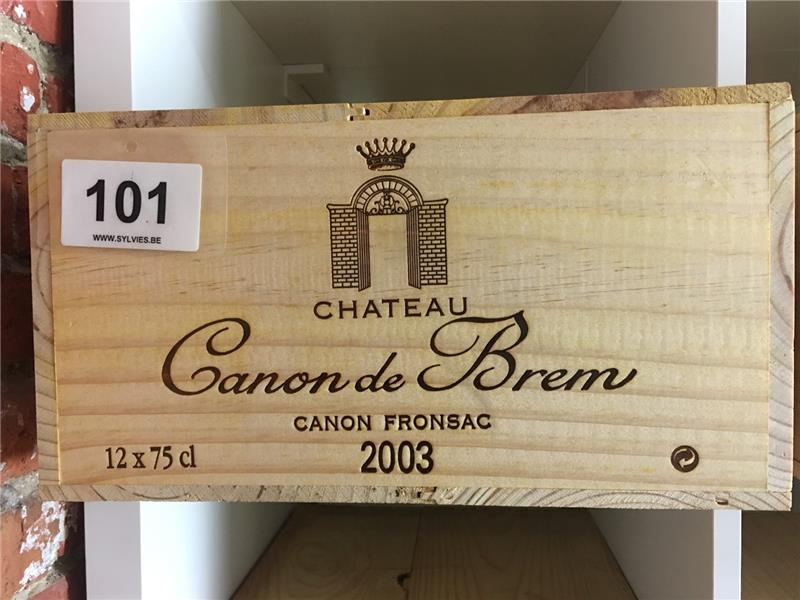 101
WWW.SYLVIES.BE
CHATEAU
Canon de Brem
CANON FRONSAC
12 x 75 cl
2003